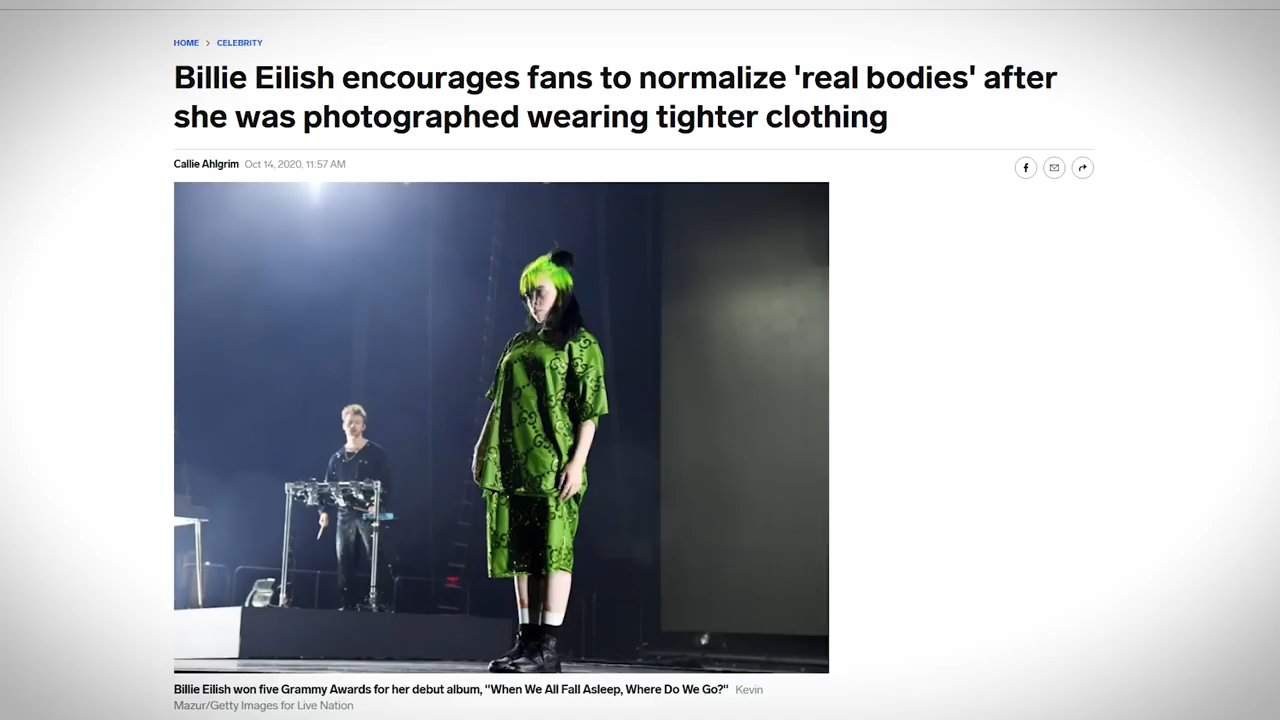 HOME > CELEBRITY
Billie Eilish encourages fans to normalize 'real bodies' after
she was photographed wearing tighter clothing
Callie Ahlgrim Oct 14, 2020, 11:57 AM
Billie Eilish won five Grammy Awards for her debut album, "When We All Fall Asleep, Where Do We Go?" Kevin
Mazur/Getty Images for Live Nation